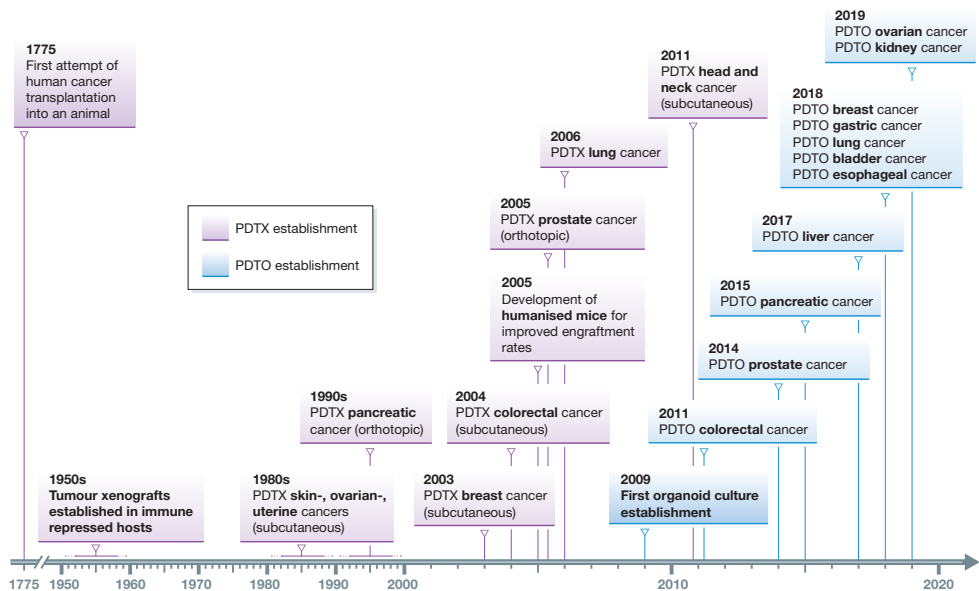 1775
First attempt of
human cancer
transplantation
into an animal
PDTX establishment
PDTO establishment
1950s
Tumour xenografts
established in immune
repressed hosts
1980s
PDTX skin-, ovarian-,
uterine cancers
(subcutaneous)
1990s
PDTX pancreatic
cancer (orthotopic)
2003
PDTX breast cancer
(subcutaneous)
2004
PDTX colorectal cancer
(subcutaneous)
2005
Development of
humanised mice for
improved engraftment
rates
2005
PDTX prostate cancer
(orthotopic)
2006
PDTX lung cancer
2011
PDTX head and
neck cancer
(subcutaneous)
2009
First organoid culture
establishment
2011
PDTO colorectal cancer
2014
PDTO prostate cancer
2015
PDTO pancreatic cancer
2017
PDTO liver cancer
2018
PDTO breast cancer
PDTO gastric cancer
PDTO lung cancer
PDTO bladder cancer
PDTO esophageal cancer
2019
PDTO ovarian cancer
PDTO kidney cancer
1775 1950 1960 1970 1980 1990 2000 2010 2020